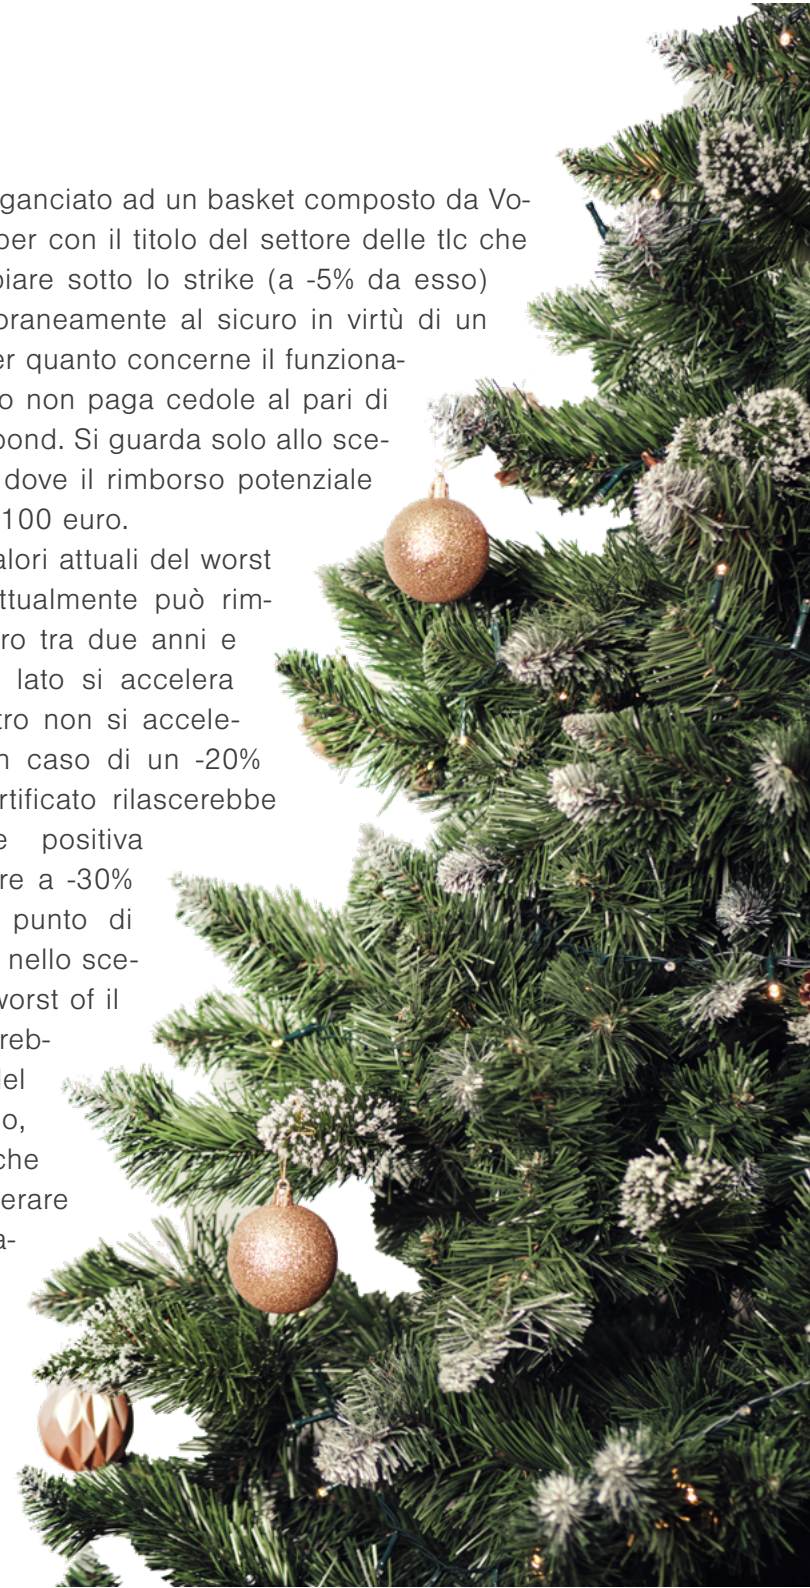 ganciato ad un basket composto da Vo-
per con il titolo del settore delle tlc che
piare sotto lo strike (a -5% da esso)
oraneamente al sicuro in virtù di un
er quanto concerne il funziona-
o non paga cedole al pari di
bond. Si guarda solo allo sce-
dove il rimborso potenziale
100 euro.
alori attuali del worst
ttualmente può rim-
ro tra due anni e
lato si accelera
tro non si accele-
n caso di un -20%
rtificato rilascerebbe
e positiva
re a -30%
punto di
nello sce-
worst of il
reb-
del
o,
che
erare
a-